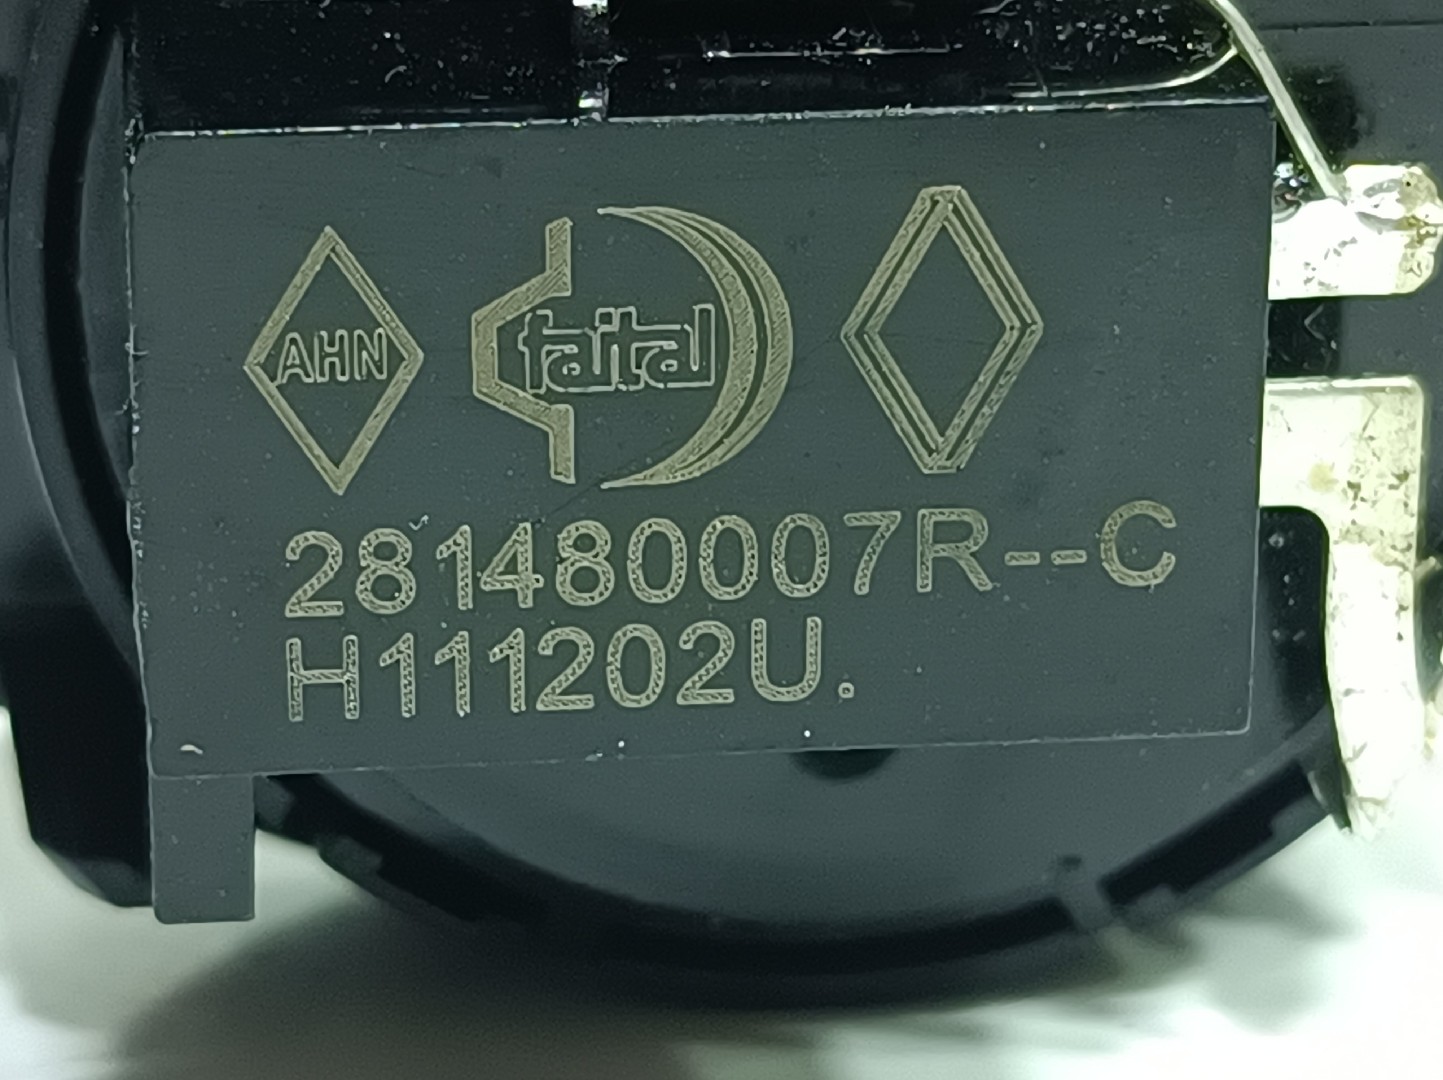 AHN faital
281480007R--C
H111202U.